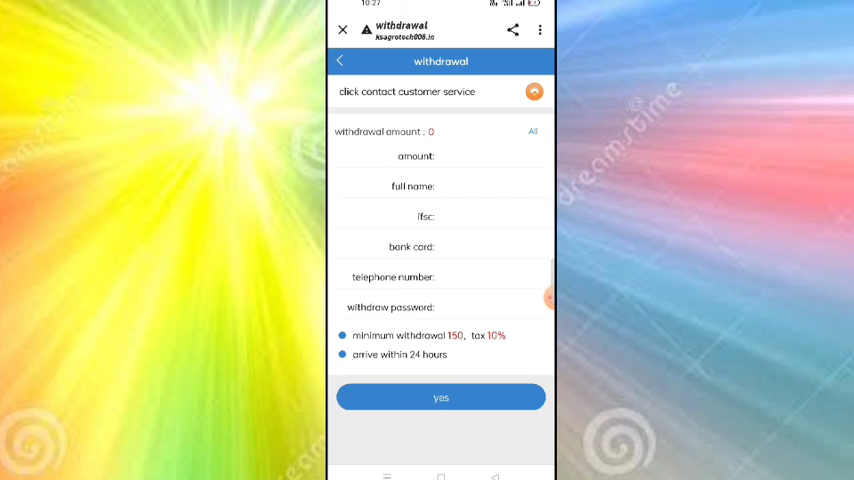 10:27
withdrawal
ksagrotech008.in
withdrawal
click contact customer service
withdrawal amount : 0 All
amount:
full name:
ifsc:
bank card:
telephone number:
withdraw password:
minimum withdrawal 150, tax 10%
arrive within 24 hours
yes
dreamstime